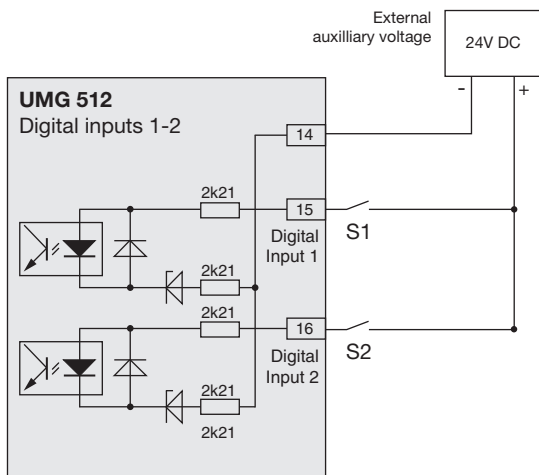 External
auxilliary voltage
24V DC
- +
UMG 512
Digital inputs 1-2
14
2k21
15
S1
Digital
Input 1
2k21
2k21
16
S2
Digital
Input 2
2k21
2k21